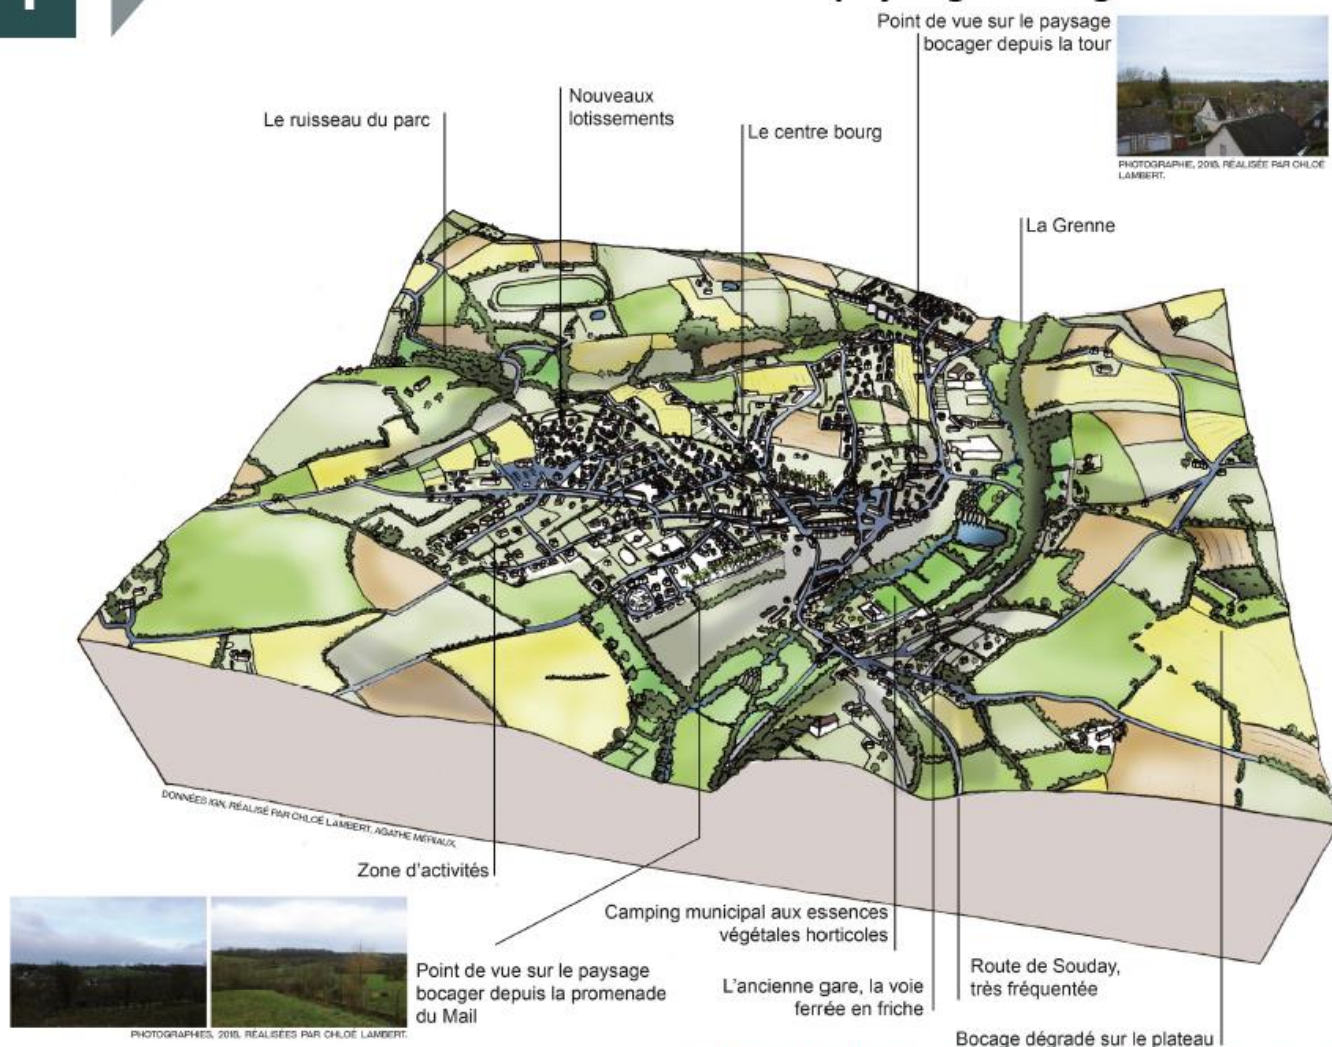 Point de vue sur le paysage
bocager depuis la tour
PHOTOGRAPHIE, 2018, RÉALISÉE PAR CHLOÉ
LAMBERT.
Nouveaux
lotissements
Le ruisseau du parc
Le centre bourg
La Grenne
DONNÉES IGN, RÉALISÉ PAR CHLOÉ LAMBERT, AGATHE MÉRIAUX,
Zone d'activités
Camping municipal aux essences
végétales horticoles
Point de vue sur le paysage
bocager depuis la promenade
du Mail
L'ancienne gare, la voie
ferrée en friche
Route de Souday,
très fréquentée
PHOTOGRAPHIES, 2018, RÉALISÉES PAR CHLOÉ LAMBERT.
Bocage dégradé sur le plateau